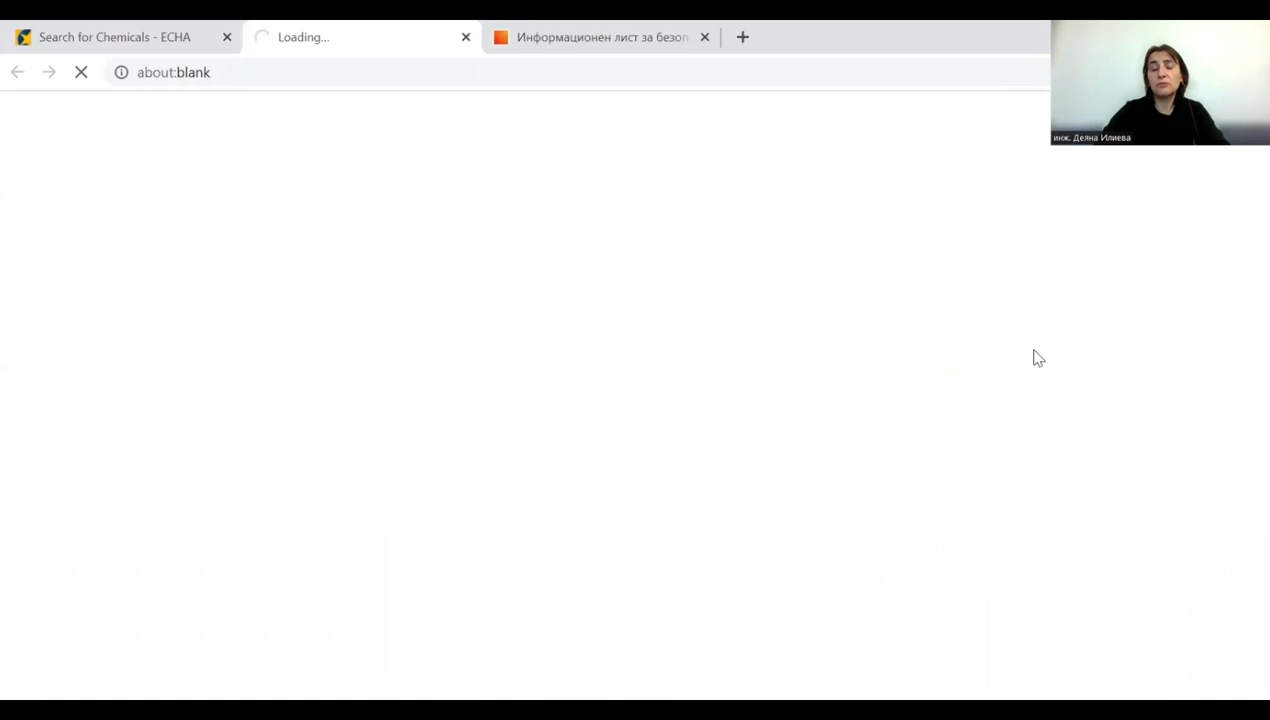 Search for Chemicals - ECHA
Loading...
Информационен лист за безоп
about:blank
инж. Деяна Илиева